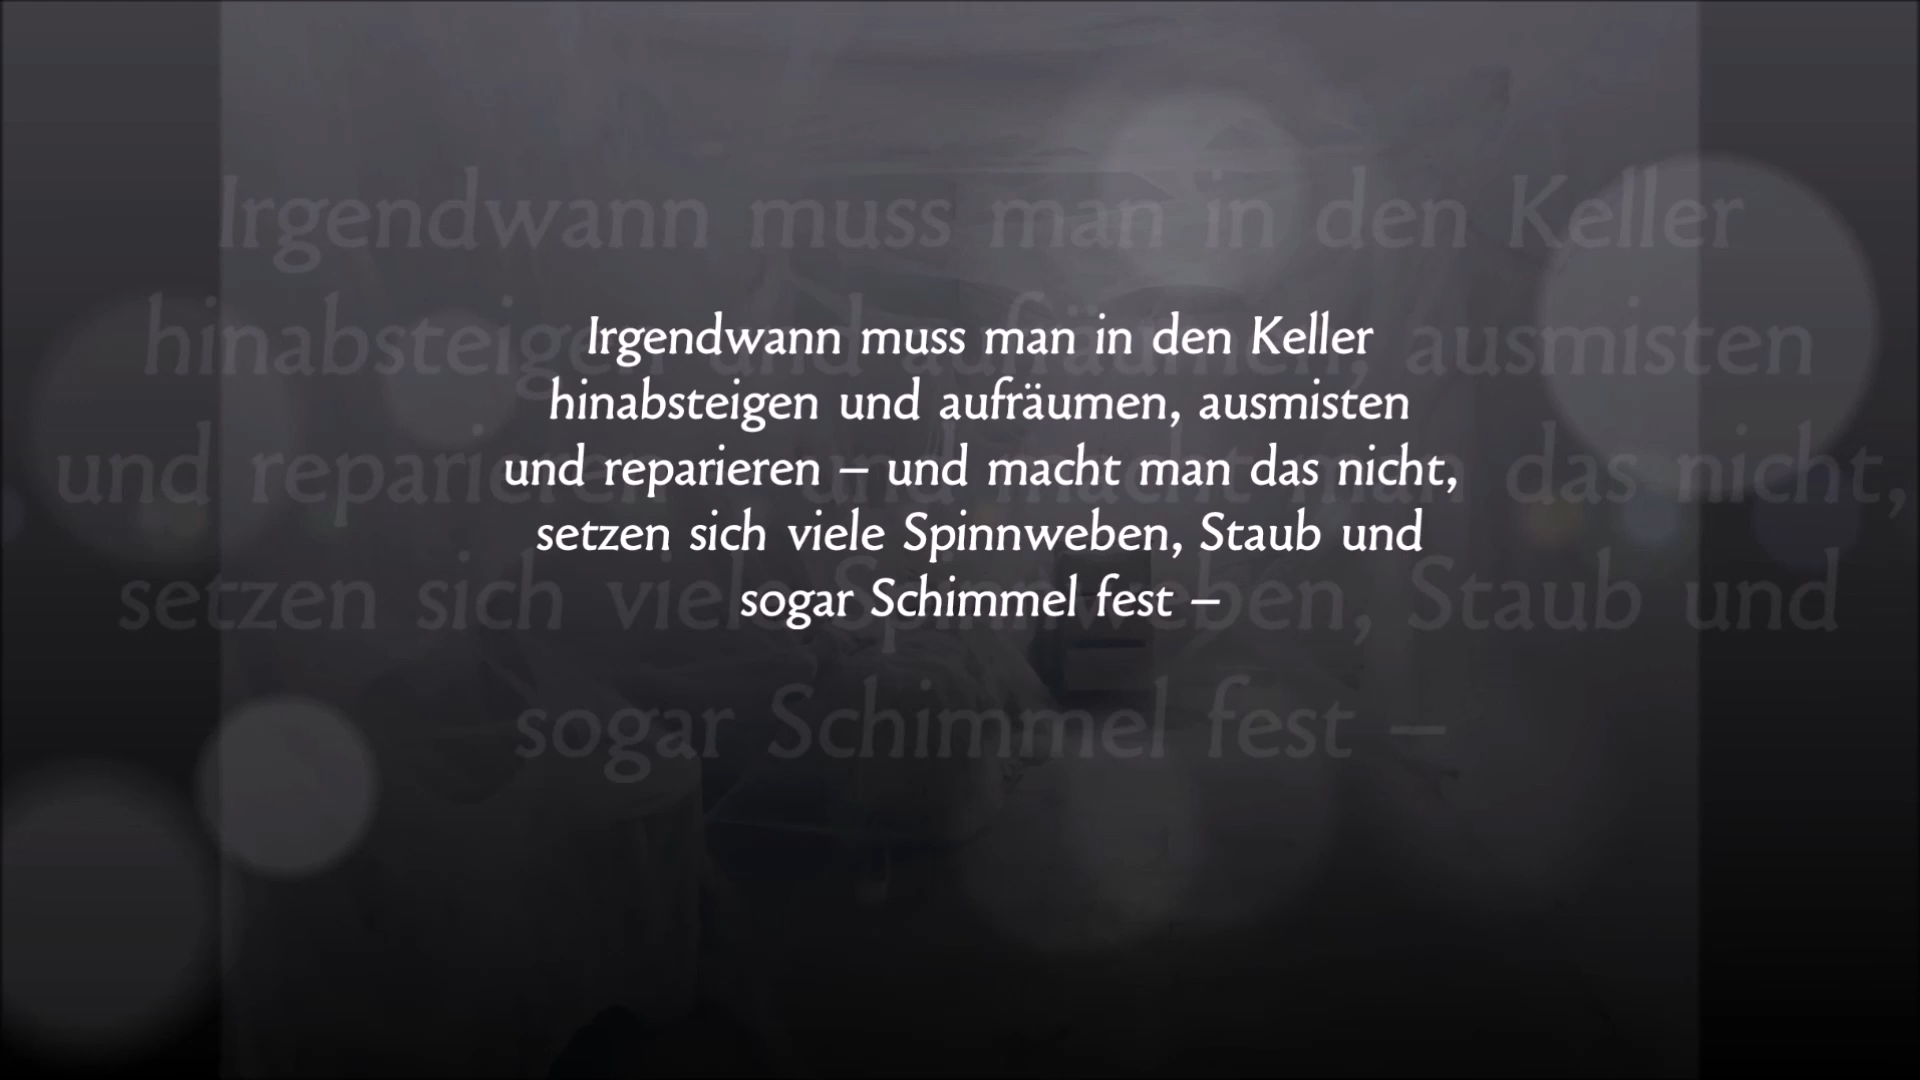 Irgendwann muss man in den Keller
hinabsteigen und aufräumen, ausmisten
und reparieren – und macht man das nicht,
setzen sich viele Spinnweben, Staub und
sogar Schimmel fest –